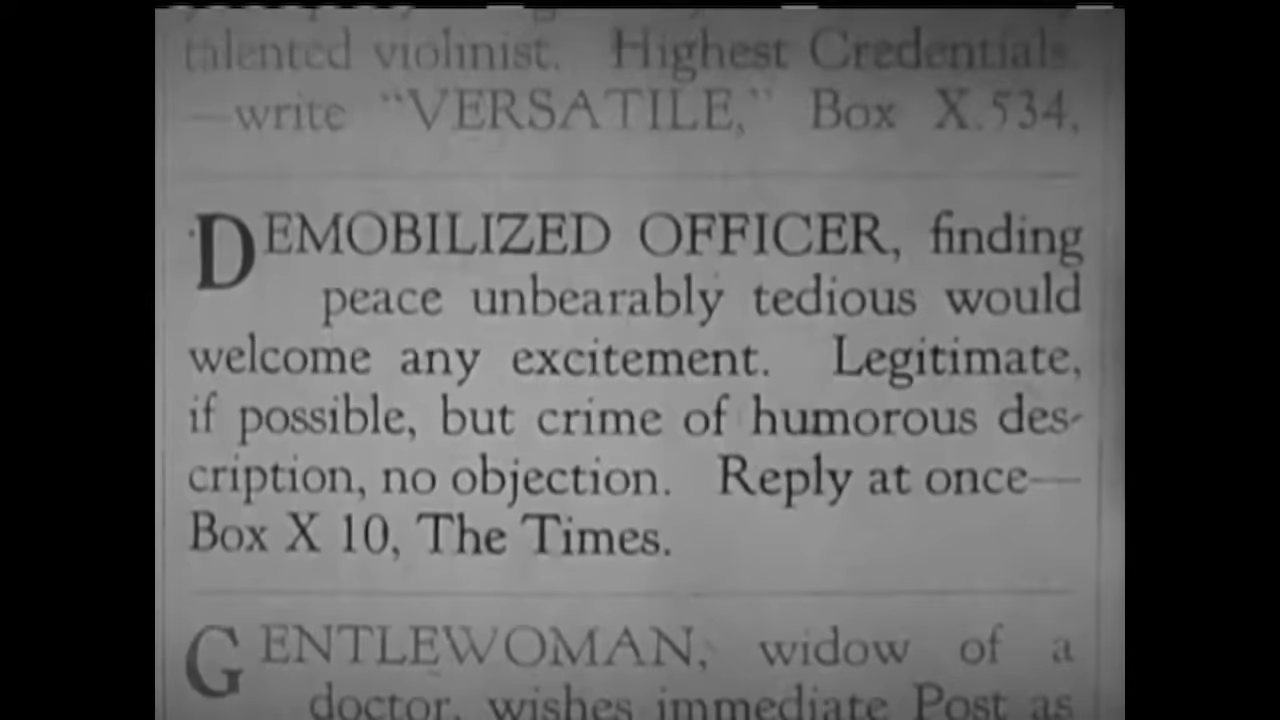 talented violinist. Highest Credentials
—write "VERSATILE," Box X.534,
DEMOBILIZED OFFICER, finding
peace unbearably tedious would
welcome any excitement. Legitimate,
if possible, but crime of humorous des-
cription, no objection. Reply at once—
Box X 10, The Times.
GENTLEWOMAN, widow of a
doctor, wishes immediate Post as